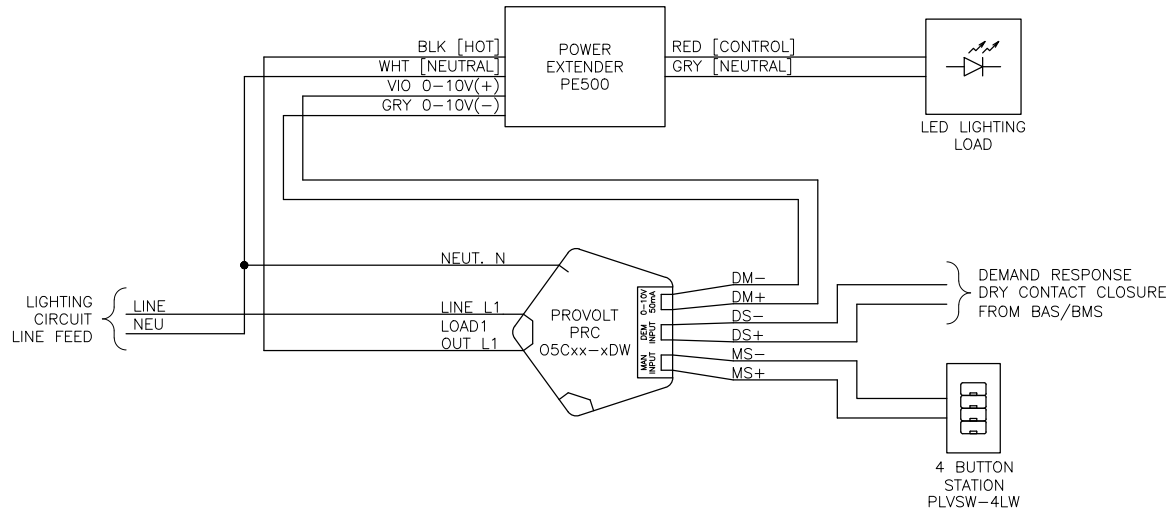 BLK [HOT]
WHT [NEUTRAL]
VIO 0-10V(+)
GRY 0-10V(-)
POWER
EXTENDER
PE500
RED [CONTROL]
GRY [NEUTRAL]
LED LIGHTING
LOAD
NEUT. N
LIGHTING
CIRCUIT
LINE FEED
LINE
NEU
LINE L1
LOAD1
OUT L1
PROVOLT
PRC
O5Cxx-xDW
0-10V
50mA
DEM
INPUT
MAN
INPUT
DM-
DM+
DS-
DS+
MS-
MS+
DEMAND RESPONSE
DRY CONTACT CLOSURE
FROM BAS/BMS
4 BUTTON
STATION
PLVSW-4LW